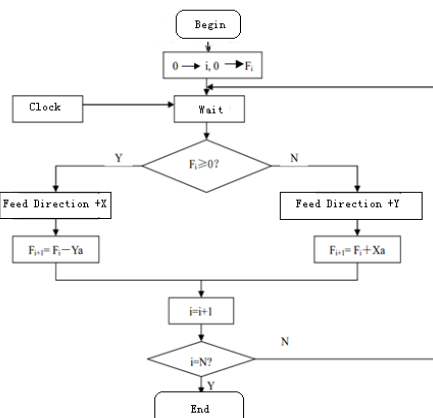 Begin
0 → i, 0 → Fᵢ
Clock
Wait
Y
Fᵢ≥0?
N
Feed Direction +X
Feed Direction +Y
Fᵢ₊₁= Fᵢ−Ya
Fᵢ₊₁= Fᵢ+Xa
i=i+1
i=N?
N
Y
End